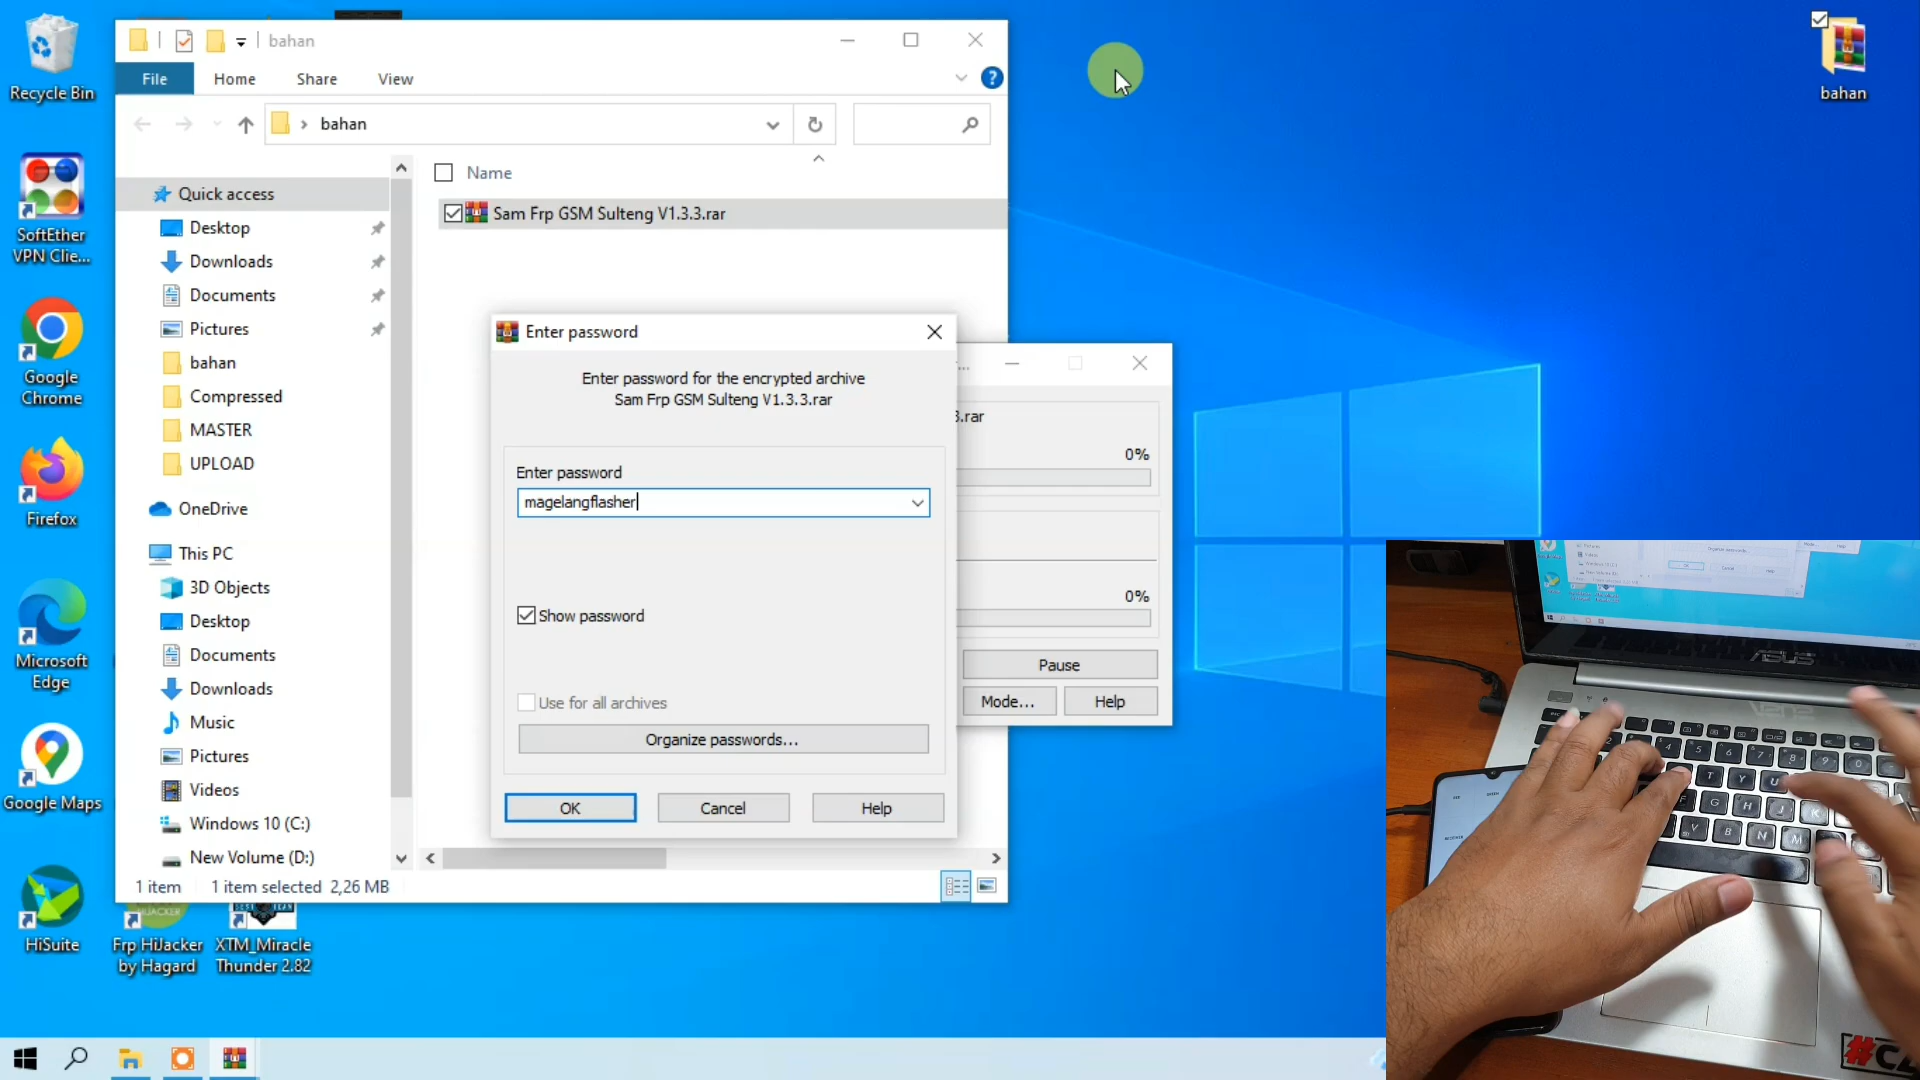 bahan
File
Home
Share
View
bahan
Name
Sam Frp GSM Sulteng V1.3.3.rar
Quick access
Desktop
Downloads
Documents
Pictures
bahan
Compressed
MASTER
UPLOAD
OneDrive
This PC
3D Objects
Desktop
Documents
Downloads
Music
Pictures
Videos
Windows 10 (C:)
New Volume (D:)
1 item
1 item selected 2,26 MB
Enter password
Enter password for the encrypted archive
Sam Frp GSM Sulteng V1.3.3.rar
Enter password
magelangflasher
Show password
Use for all archives
Organize passwords...
OK
Cancel
Help
...
3.rar
0%
0%
Pause
Mode...
Help
Recycle Bin
SoftEther
VPN Clie...
Google
Chrome
Firefox
Microsoft
Edge
Google Maps
HiSuite
Frp HiJacker
by Hagard
XTM_Miracle
Thunder 2.82
bahan
ASUS